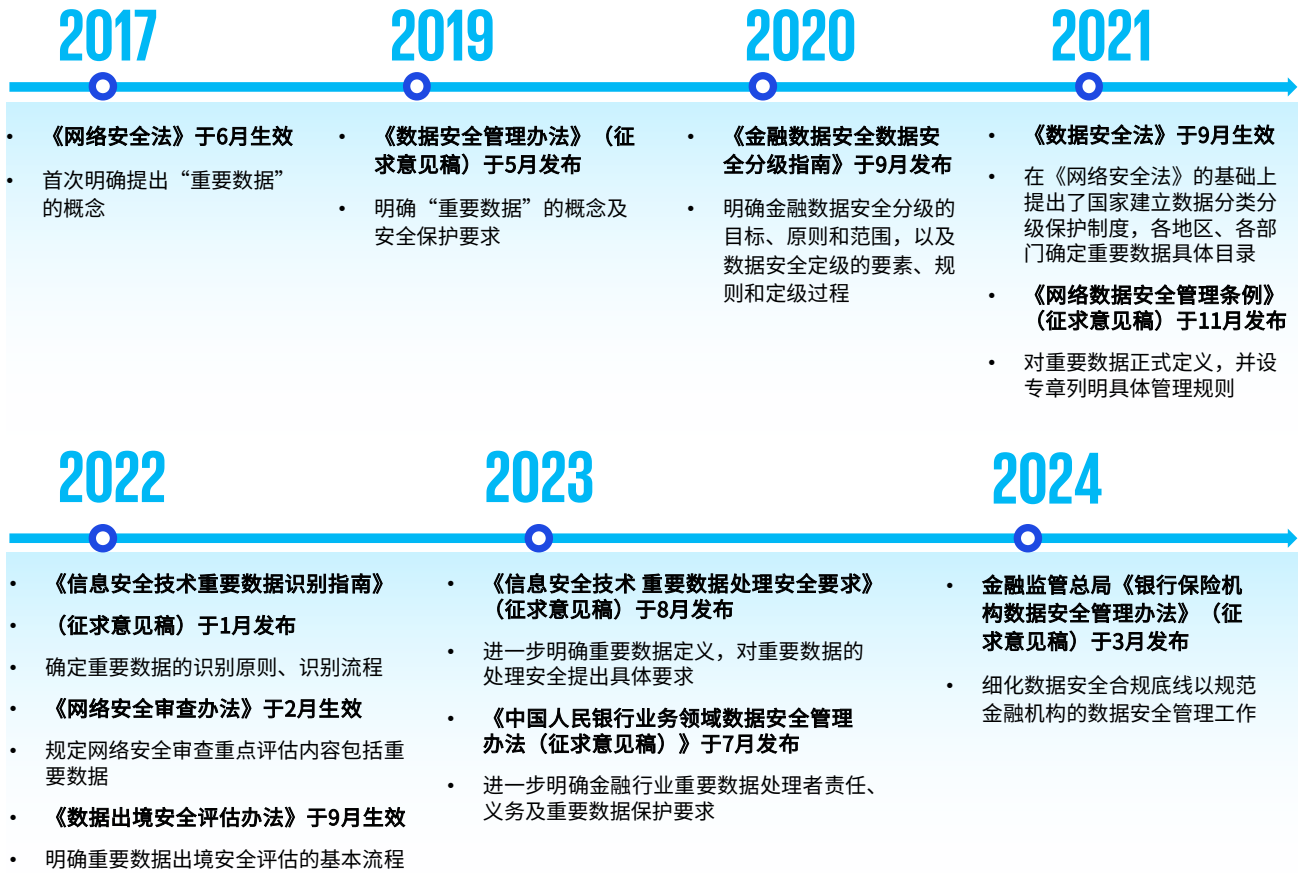 2017
• 《网络安全法》于6月生效
• 首次明确提出“重要数据”
的概念
2019
• 《数据安全管理办法》（征
求意见稿）于5月发布
• 明确“重要数据”的概念及
安全保护要求
2020
• 《金融数据安全数据安
全分级指南》于9月发布
• 明确金融数据安全分级的
目标、原则和范围，以及
数据安全定级的要素、规
则和定级过程
2021
• 《数据安全法》于9月生效
• 在《网络安全法》的基础上
提出了国家建立数据分类分
级保护制度，各地区、各部
门确定重要数据具体目录
• 《网络数据安全管理条例》
（征求意见稿）于11月发布
• 对重要数据正式定义，并设
专章列明具体管理规则
2022
• 《信息安全技术重要数据识别指南》
• （征求意见稿）于1月发布
• 确定重要数据的识别原则、识别流程
• 《网络安全审查办法》于2月生效
• 规定网络安全审查重点评估内容包括重
要数据
• 《数据出境安全评估办法》于9月生效
• 明确重要数据出境安全评估的基本流程
2023
• 《信息安全技术 重要数据处理安全要求》
（征求意见稿）于8月发布
• 进一步明确重要数据定义，对重要数据的
处理安全提出具体要求
• 《中国人民银行业务领域数据安全管理
办法（征求意见稿）》于7月发布
• 进一步明确金融行业重要数据处理者责任、
义务及重要数据保护要求
2024
• 金融监管总局《银行保险机
构数据安全管理办法》（征
求意见稿）于3月发布
• 细化数据安全合规底线以规范
金融机构的数据安全管理工作